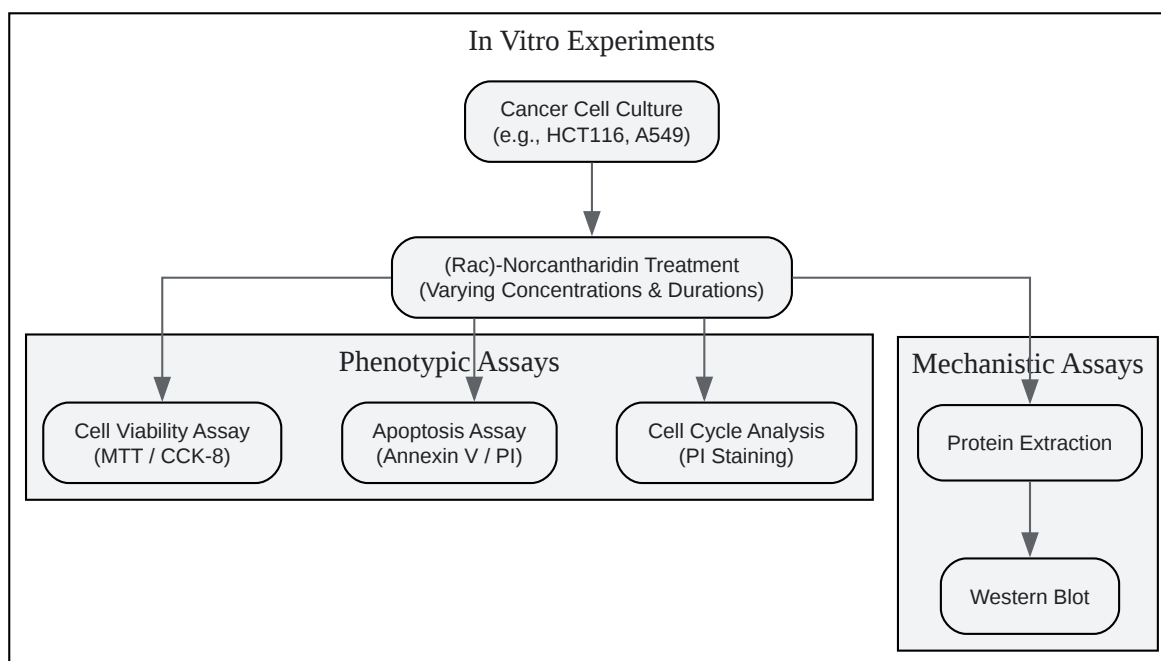 In Vitro Experiments
Cancer Cell Culture
(e.g., HCT116, A549)
(Rac)-Norcantharidin Treatment
(Varying Concentrations & Durations)
Phenotypic Assays
Cell Viability Assay
(MTT / CCK-8)
Apoptosis Assay
(Annexin V / PI)
Cell Cycle Analysis
(PI Staining)
Mechanistic Assays
Protein Extraction
Western Blot